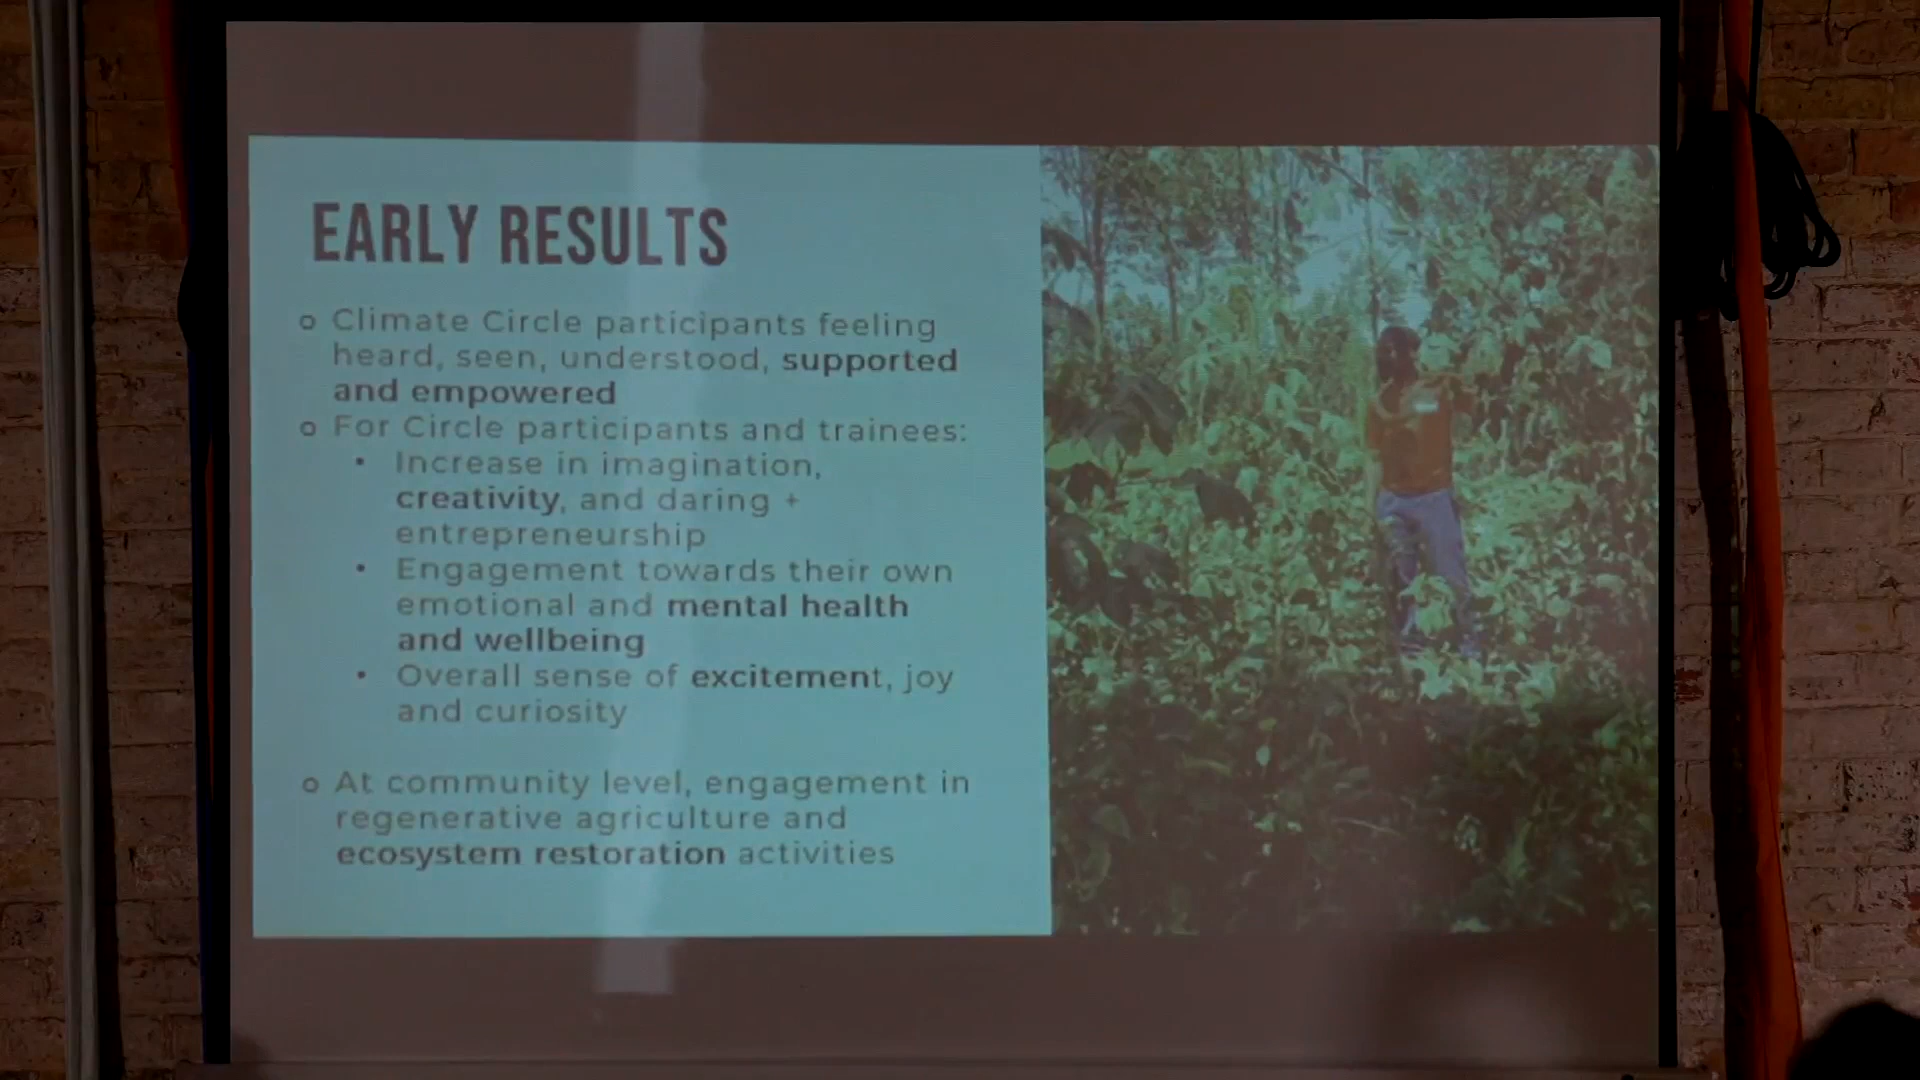 EARLY RESULTS
o Climate Circle participants feeling
heard, seen, understood, supported
and empowered
o For Circle participants and trainees:
• Increase in imagination,
creativity, and daring +
entrepreneurship
• Engagement towards their own
emotional and mental health
and wellbeing
• Overall sense of excitement, joy
and curiosity
o At community level, engagement in
regenerative agriculture and
ecosystem restoration activities